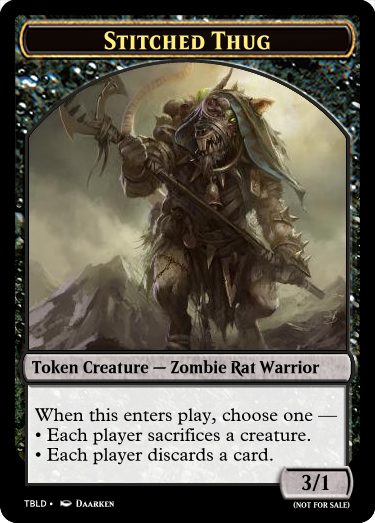 Stitched Thug
Token Creature — Zombie Rat Warrior
When this enters play, choose one —
• Each player sacrifices a creature.
• Each player discards a card.
3/1
TBLD • Daarken
(NOT FOR SALE)